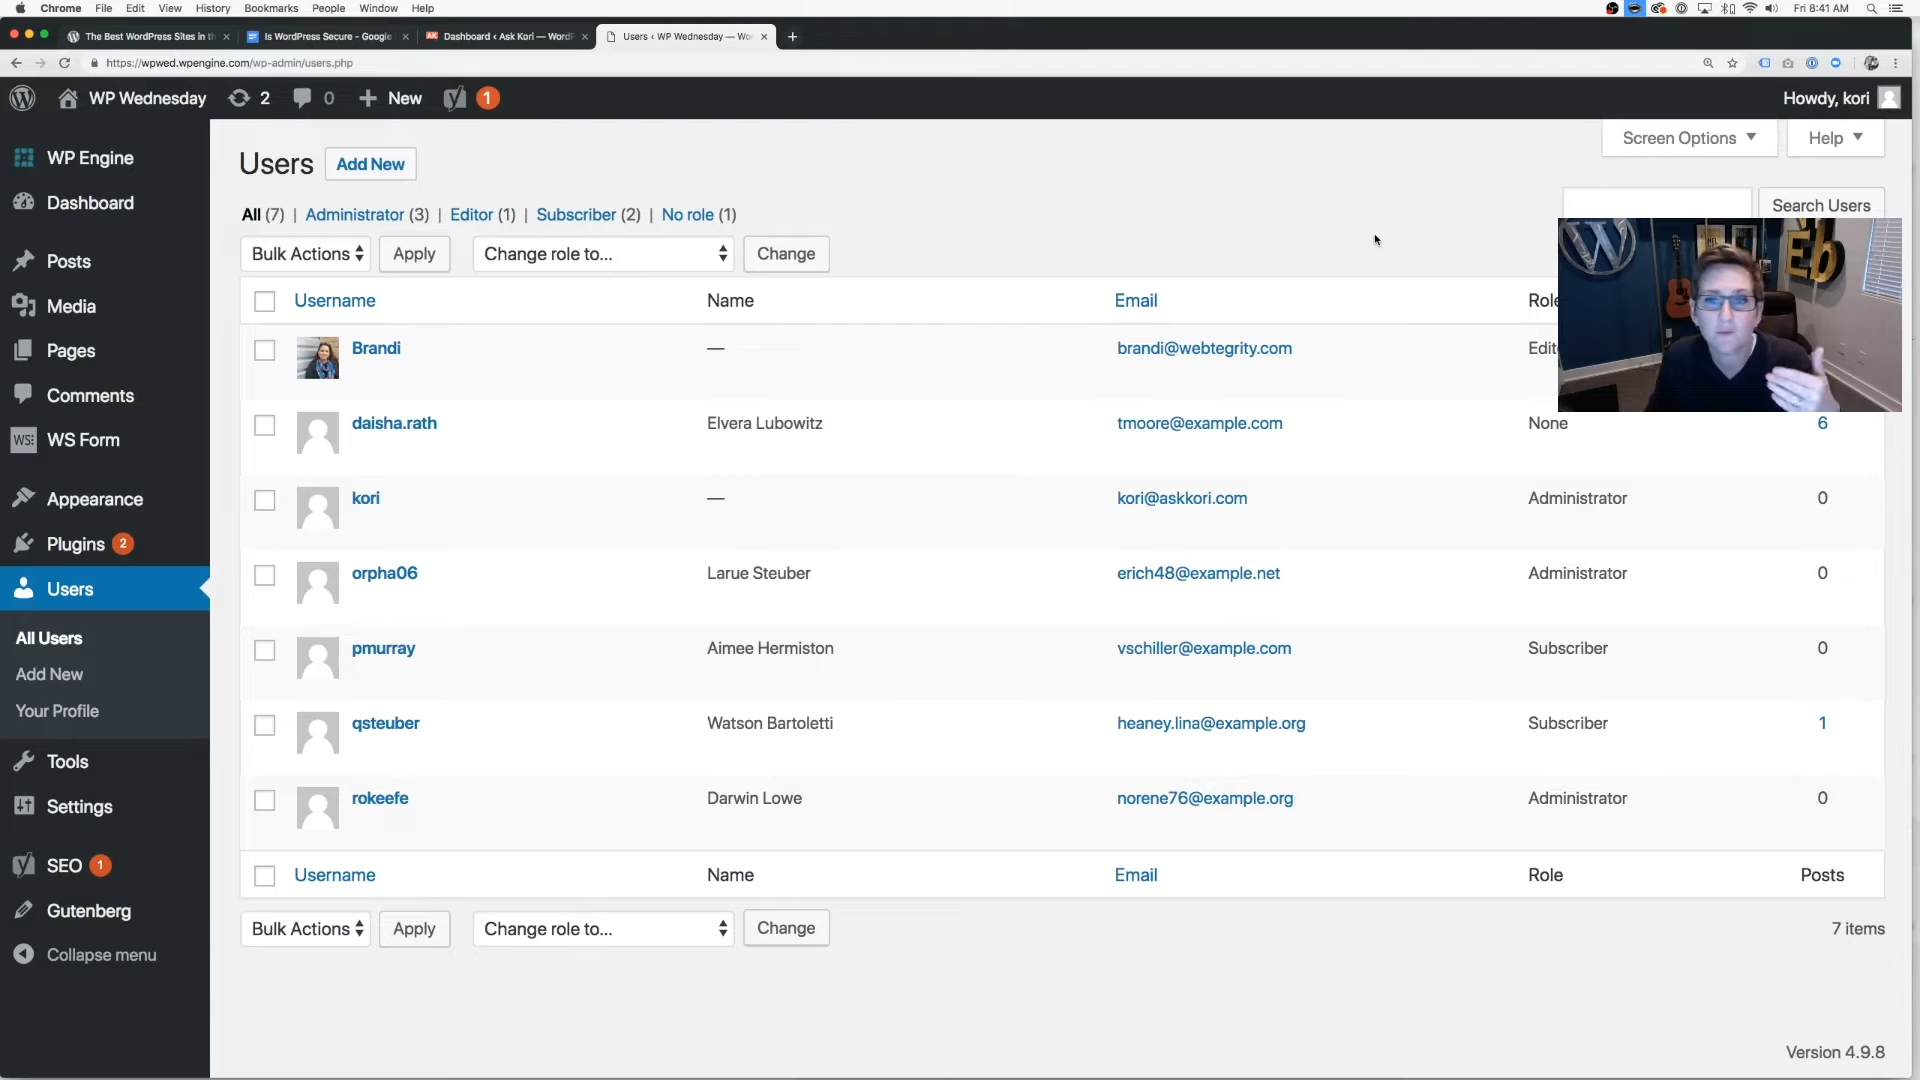 Chrome File Edit View History Bookmarks People Window Help
Fri 8:41 AM
The Best WordPress Sites in th
Is WordPress Secure - Google
AK Dashboard ‹ Ask Kori — WordP
Users ‹ WP Wednesday — Wor
https://wpwed.wpengine.com/wp-admin/users.php
WP Wednesday 2 0 New 1
Howdy, kori
WP Engine
Dashboard
Posts
Media
Pages
Comments
WS: WS Form
Appearance
Plugins 2
Users
All Users
Add New
Your Profile
Tools
Settings
SEO 1
Gutenberg
Collapse menu
Screen Options
Help
Users
Add New
All (7) | Administrator (3) | Editor (1) | Subscriber (2) | No role (1)
Search Users
Bulk Actions Apply Change role to... Change
Username Name Email Role
Brandi — brandi@webtegrity.com Edit
daisha.rath Elvera Lubowitz tmoore@example.com None 6
kori — kori@askkori.com Administrator 0
orpha06 Larue Steuber erich48@example.net Administrator 0
pmurray Aimee Hermiston vschiller@example.com Subscriber 0
qsteuber Watson Bartoletti heaney.lina@example.org Subscriber 1
rokeefe Darwin Lowe norene76@example.org Administrator 0
Username Name Email Role Posts
Bulk Actions Apply Change role to... Change
7 items
Version 4.9.8
W
Eb